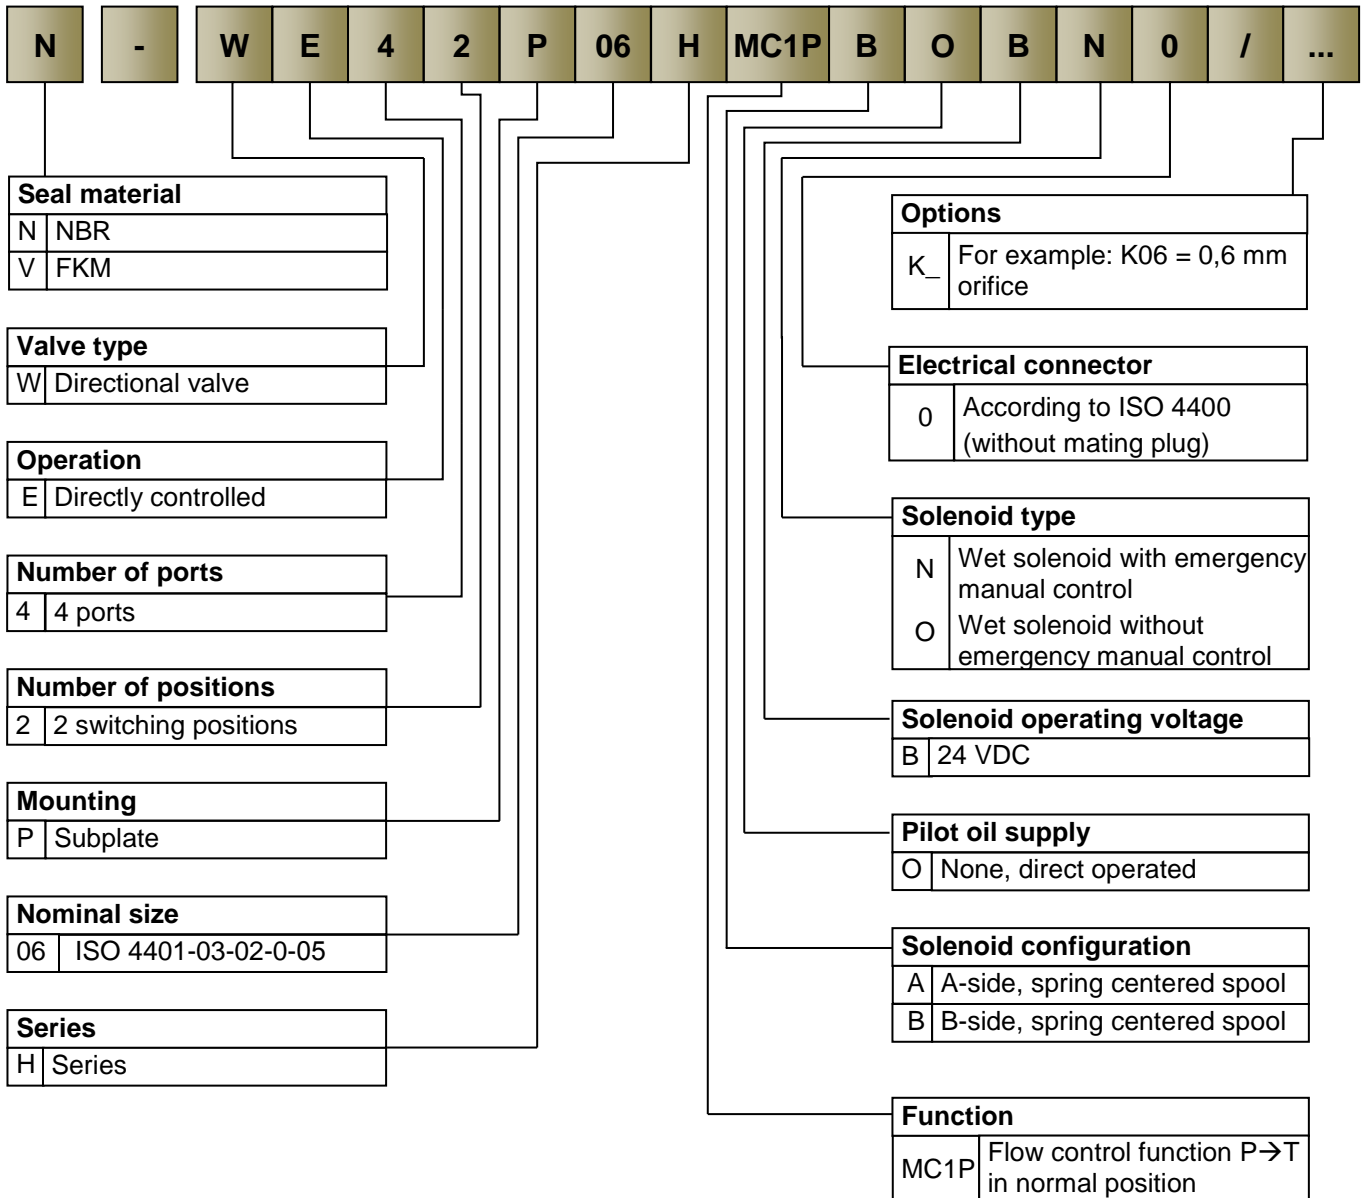 N - W E 4 2 P 06 H MC1P B O B N 0 / ...
Seal material
N NBR
V FKM
Valve type
W Directional valve
Operation
E Directly controlled
Number of ports
4 4 ports
Number of positions
2 2 switching positions
Mounting
P Subplate
Nominal size
06 ISO 4401-03-02-0-05
Series
H Series
Options
K_ For example: K06 = 0,6 mm
orifice
Electrical connector
0 According to ISO 4400
(without mating plug)
Solenoid type
N Wet solenoid with emergency
manual control
O Wet solenoid without
emergency manual control
Solenoid operating voltage
B 24 VDC
Pilot oil supply
O None, direct operated
Solenoid configuration
A A-side, spring centered spool
B B-side, spring centered spool
Function
MC1P Flow control function P→T
in normal position